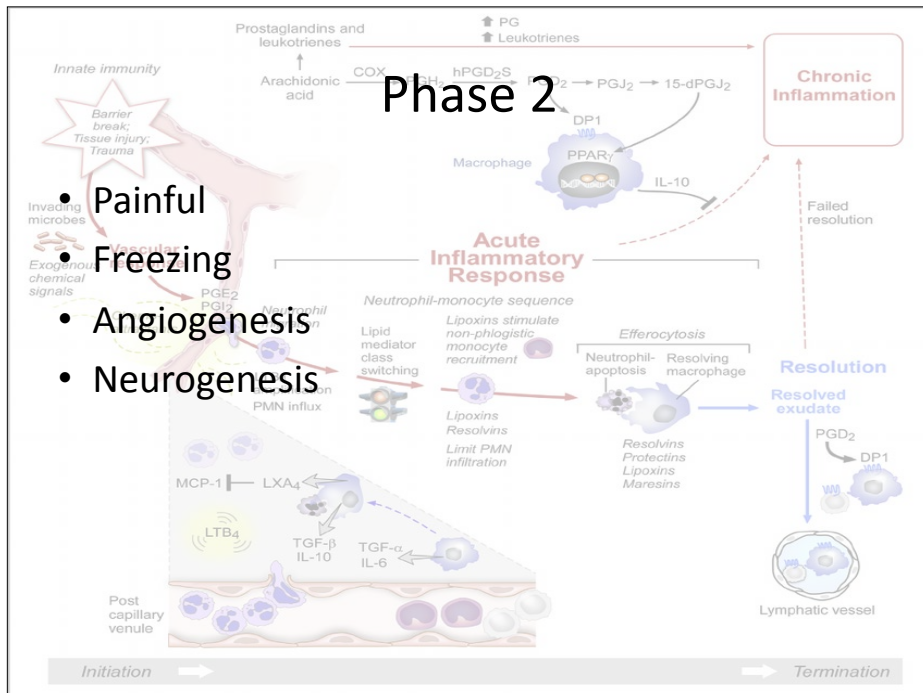 Phase 2
• Painful
• Freezing
• Angiogenesis
• Neurogenesis
Prostaglandins and
leukotrienes
PG
Leukotrienes
Innate immunity
Arachidonic
acid
COX
PGH2
hPGD2S
PGJ2
15-dPGJ2
Chronic
Inflammation
Barrier
break;
Tissue injury;
Trauma
DP1
Macrophage
PPARγ
IL-10
Failed
resolution
Invading
microbes
Vascular
Exogenous
chemical
signals
PGE2
PGI2
Acute
Inflammatory
Response
Neutrophil-monocyte sequence
Neutrophil
Lipid
mediator
class
switching
Lipoxins stimulate
non-phlogistic
monocyte
recruitment
Efferocytosis
Neutrophil-
apoptosis
Resolving
macrophage
Resolution
Resolved
exudate
PMN influx
Lipoxins
Resolvins
Limit PMN
infiltration
Resolvins
Protectins
Lipoxins
Maresins
PGD2
DP1
MCP-1
LXA4
LTB4
TGF-β
IL-10
TGF-α
IL-6
Post
capillary
venule
Lymphatic vessel
Initiation
Termination